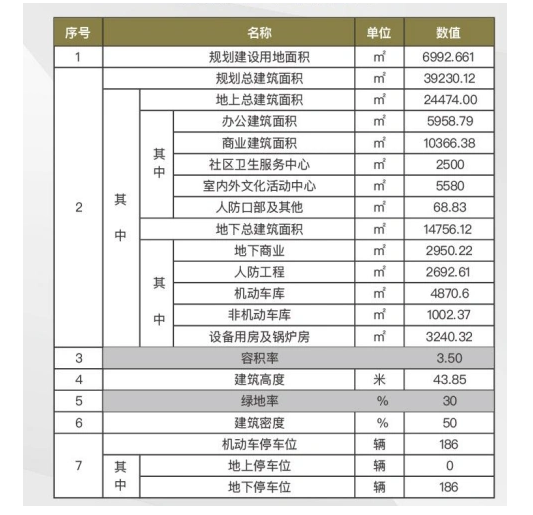 序号 名称 单位 数值
1 规划建设用地面积 ㎡ 6992.661
规划总建筑面积 ㎡ 39230.12
地上总建筑面积 ㎡ 24474.00
办公建筑面积 ㎡ 5958.79
商业建筑面积 ㎡ 10366.38
其中 社区卫生服务中心 ㎡ 2500
室内外文化活动中心 ㎡ 5580
2 其中 人防口部及其他 ㎡ 68.83
地下总建筑面积 ㎡ 14756.12
地下商业 ㎡ 2950.22
人防工程 ㎡ 2692.61
其中 机动车库 ㎡ 4870.6
非机动车库 ㎡ 1002.37
设备用房及锅炉房 ㎡ 3240.32
3 容积率 3.50
4 建筑高度 米 43.85
5 绿地率 % 30
6 建筑密度 % 50
机动车停车位 辆 186
7 其中 地上停车位 辆 0
地下停车位 辆 186